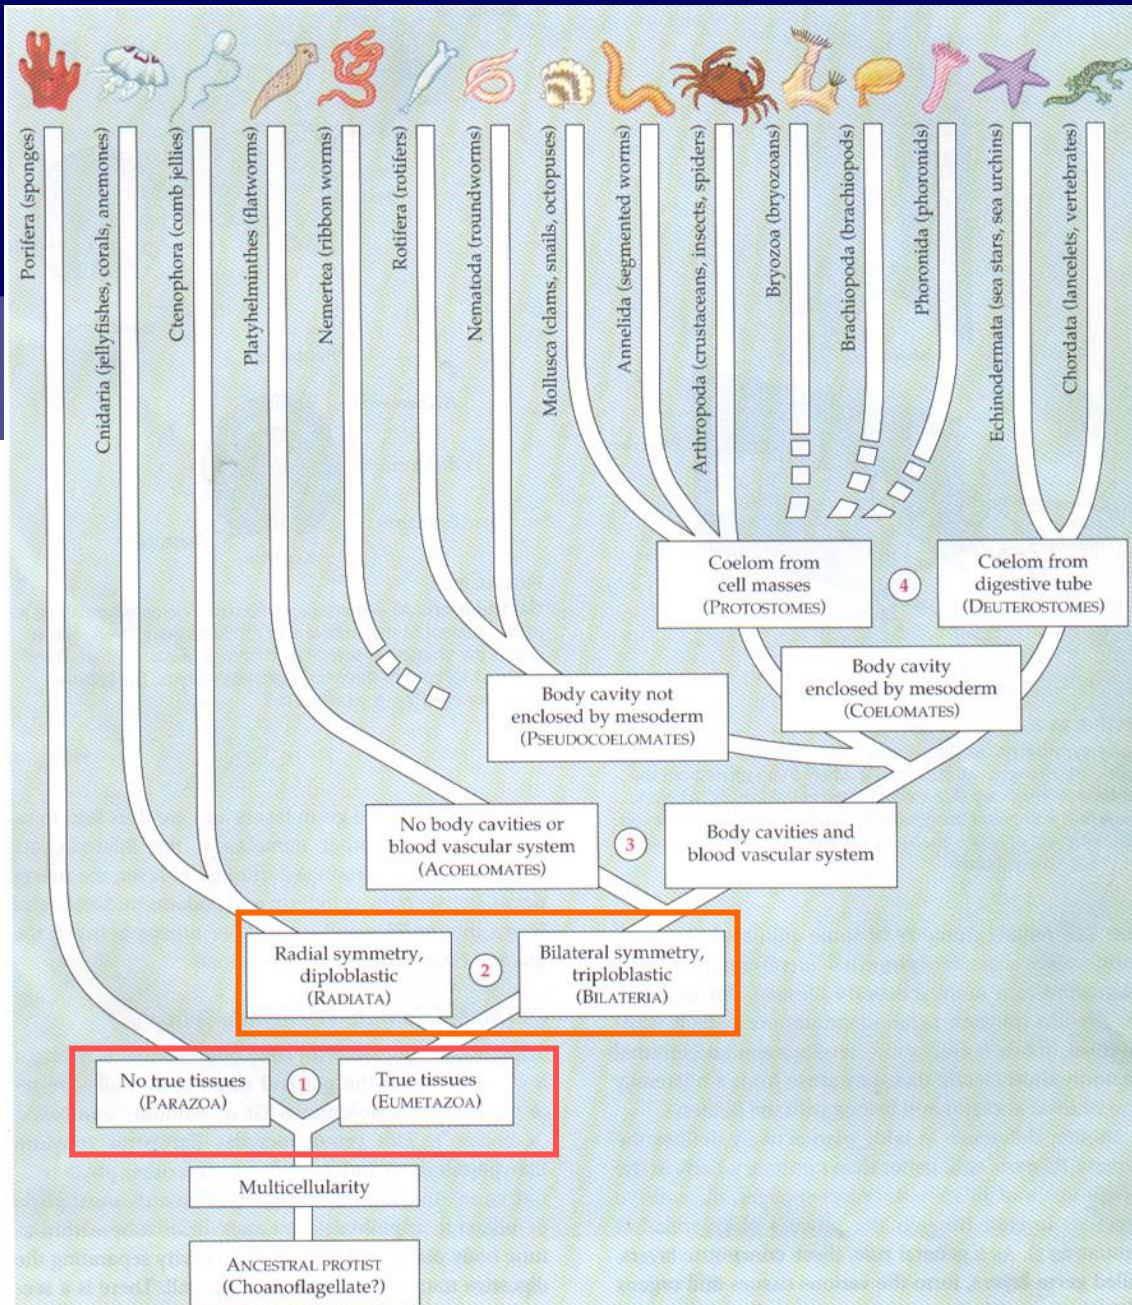 Porifera (sponges)
Cnidaria (jellyfishes, corals, anemones)
Ctenophora (comb jellies)
Platyhelminthes (flatworms)
Nemertea (ribbon worms)
Rotifera (rotifers)
Nematoda (roundworms)
Mollusca (clams, snails, octopuses)
Annelida (segmented worms)
Arthropoda (crustaceans, insects, spiders)
Bryozoa (bryozoans)
Brachiopoda (brachiopods)
Phoronida (phoronids)
Echinodermata (sea stars, sea urchins)
Chordata (lancelets, vertebrates)
Coelom from
cell masses
(PROTOSTOMES)
4
Coelom from
digestive tube
(DEUTEROSTOMES)
Body cavity not
enclosed by mesoderm
(PSEUDOCOELOMATES)
Body cavity
enclosed by mesoderm
(COELOMATES)
No body cavities or
blood vascular system
(ACOELOMATES)
3
Body cavities and
blood vascular system
Radial symmetry,
diploblastic
(RADIATA)
2
Bilateral symmetry,
triploblastic
(BILATERIA)
No true tissues
(PARAZOA)
1
True tissues
(EUMETAZOA)
Multicellularity
ANCESTRAL PROTIST
(Choanoflagellate?)